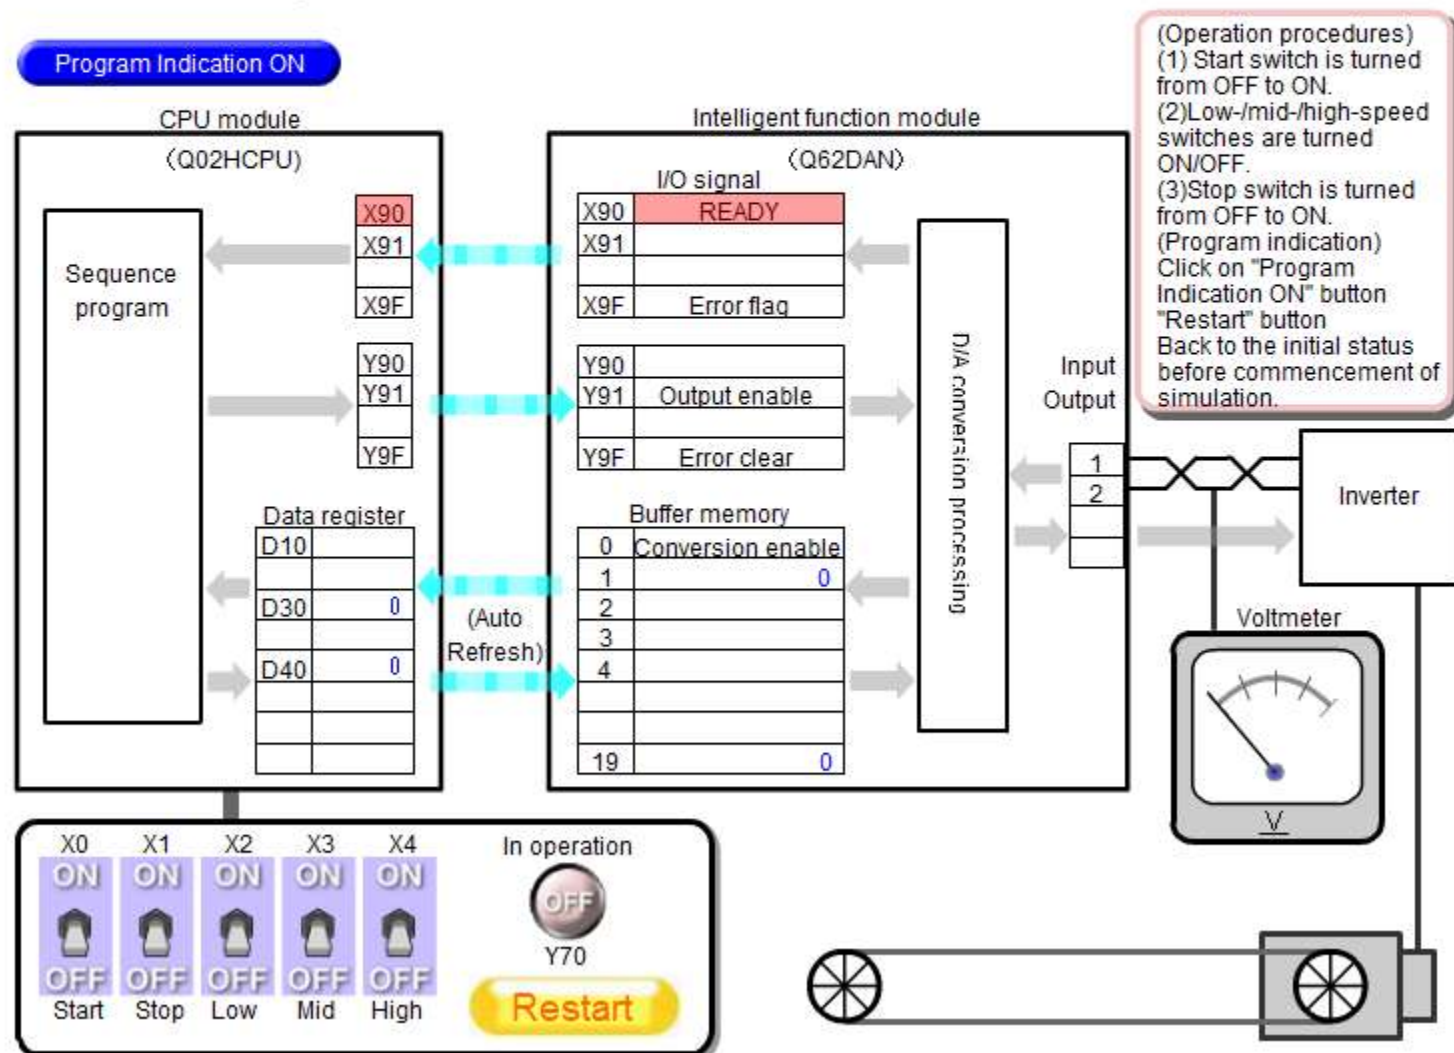 Program Indication ON
(Operation procedures)
(1) Start switch is turned
from OFF to ON.
(2)Low-/mid-/high-speed
switches are turned
ON/OFF.
(3)Stop switch is turned
from OFF to ON.
(Program indication)
Click on "Program
Indication ON" button
"Restart" button
Back to the initial status
before commencement of
simulation.
CPU module
(Q02HCPU)
Sequence
program
X90
X91
X9F
Y90
Y91
Y9F
Data register
D10
D30 0
D40 0
(Auto
Refresh)
Intelligent function module
(Q62DAN)
I/O signal
X90 READY
X91
X9F Error flag
Y90
Y91 Output enable
Y9F Error clear
Buffer memory
0 Conversion enable
1 0
2
3
4
19 0
D/A conversion processing
Input
Output
1
2
Inverter
Voltmeter
V
X0 X1 X2 X3 X4
ON ON ON ON ON
OFF OFF OFF OFF OFF
Start Stop Low Mid High
In operation
OFF
Y70
Restart